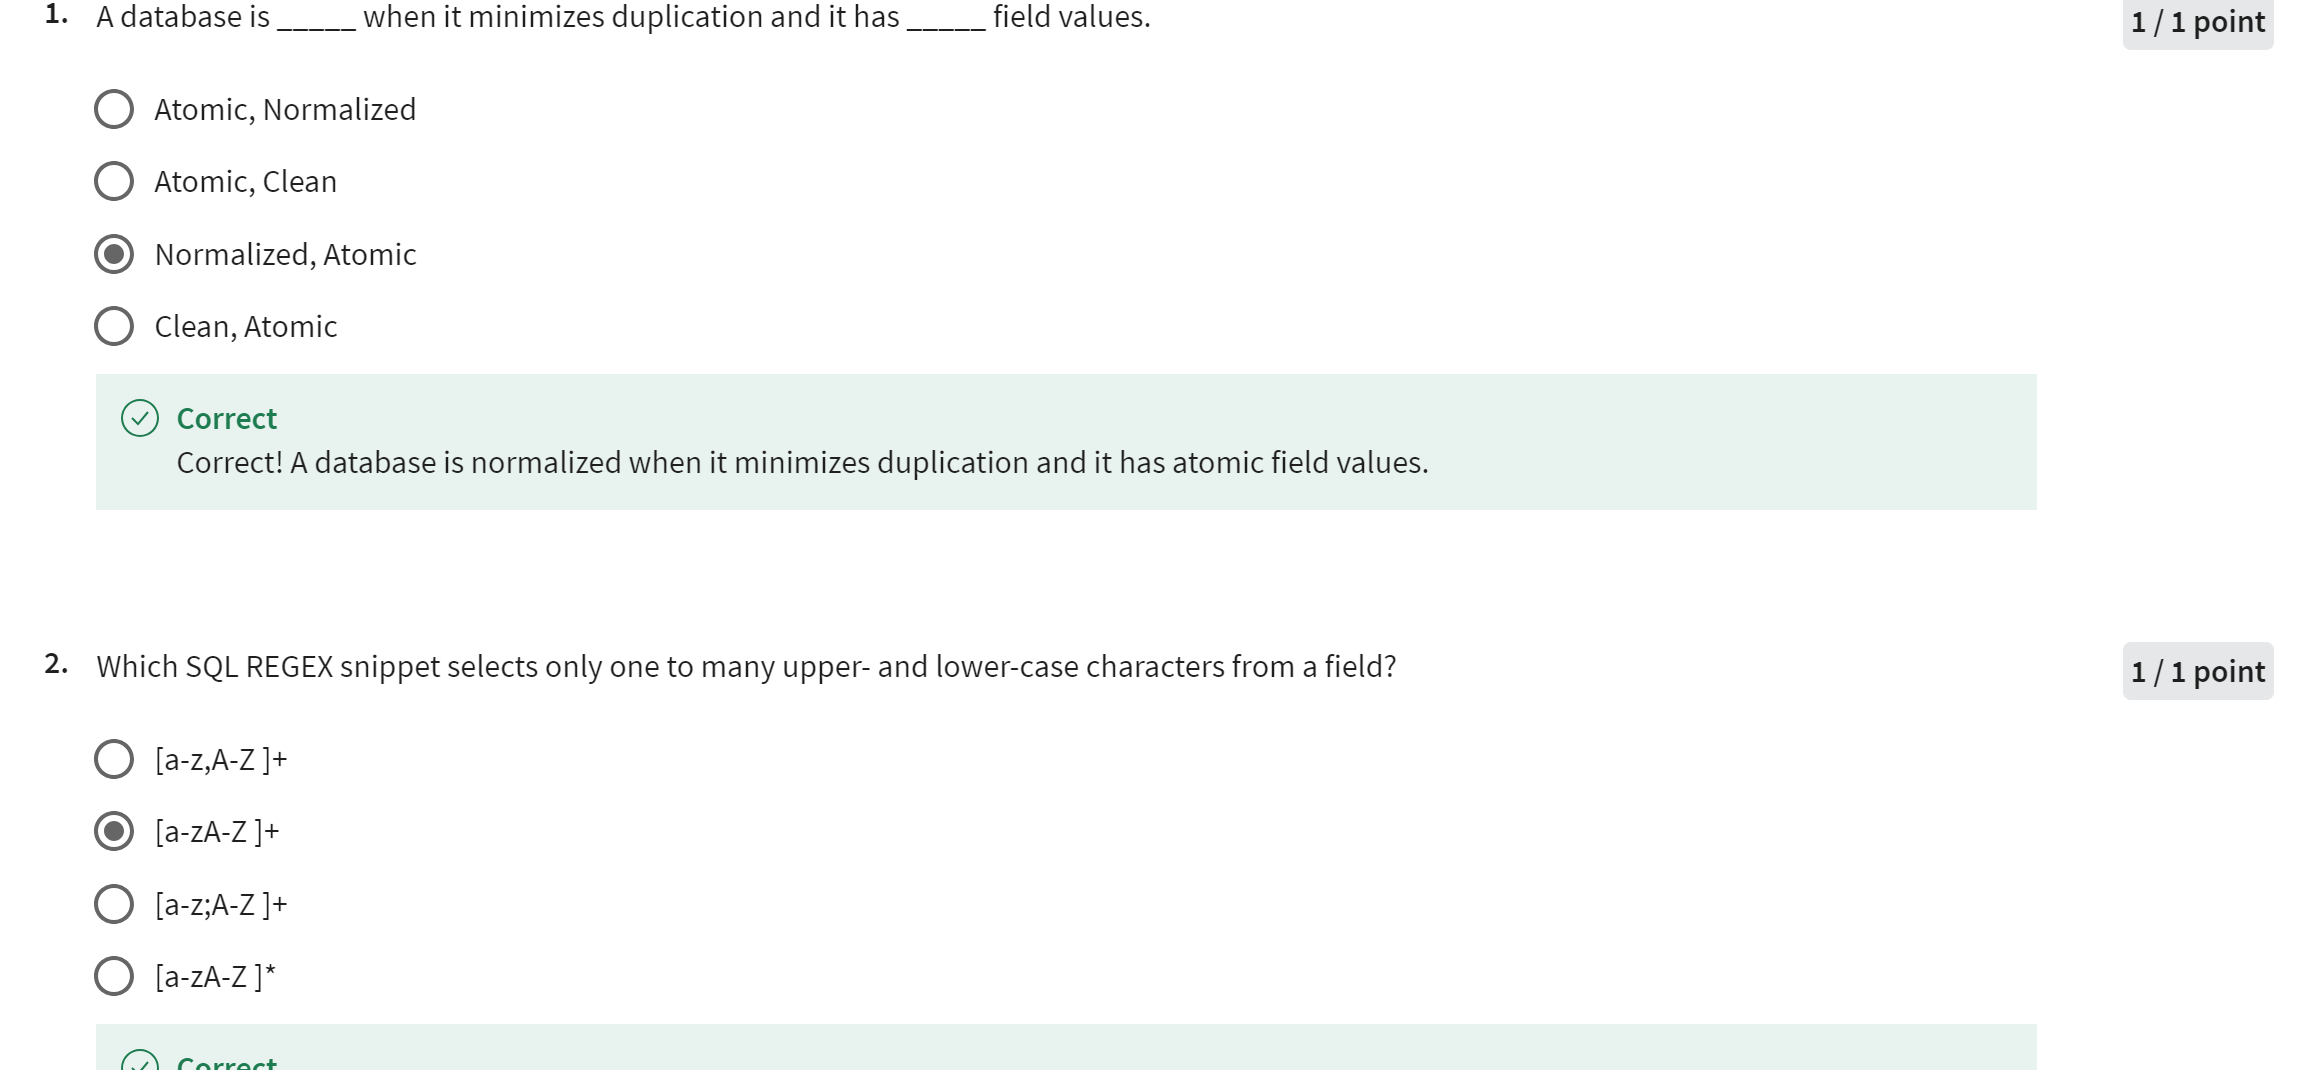 1. A database is _____ when it minimizes duplication and it has _____ field values.
1 / 1 point
Atomic, Normalized
Atomic, Clean
Normalized, Atomic
Clean, Atomic
Correct
Correct! A database is normalized when it minimizes duplication and it has atomic field values.
2. Which SQL REGEX snippet selects only one to many upper- and lower-case characters from a field?
1 / 1 point
[a-z,A-Z ]+
[a-zA-Z ]+
[a-z;A-Z ]+
[a-zA-Z ]*
Correct